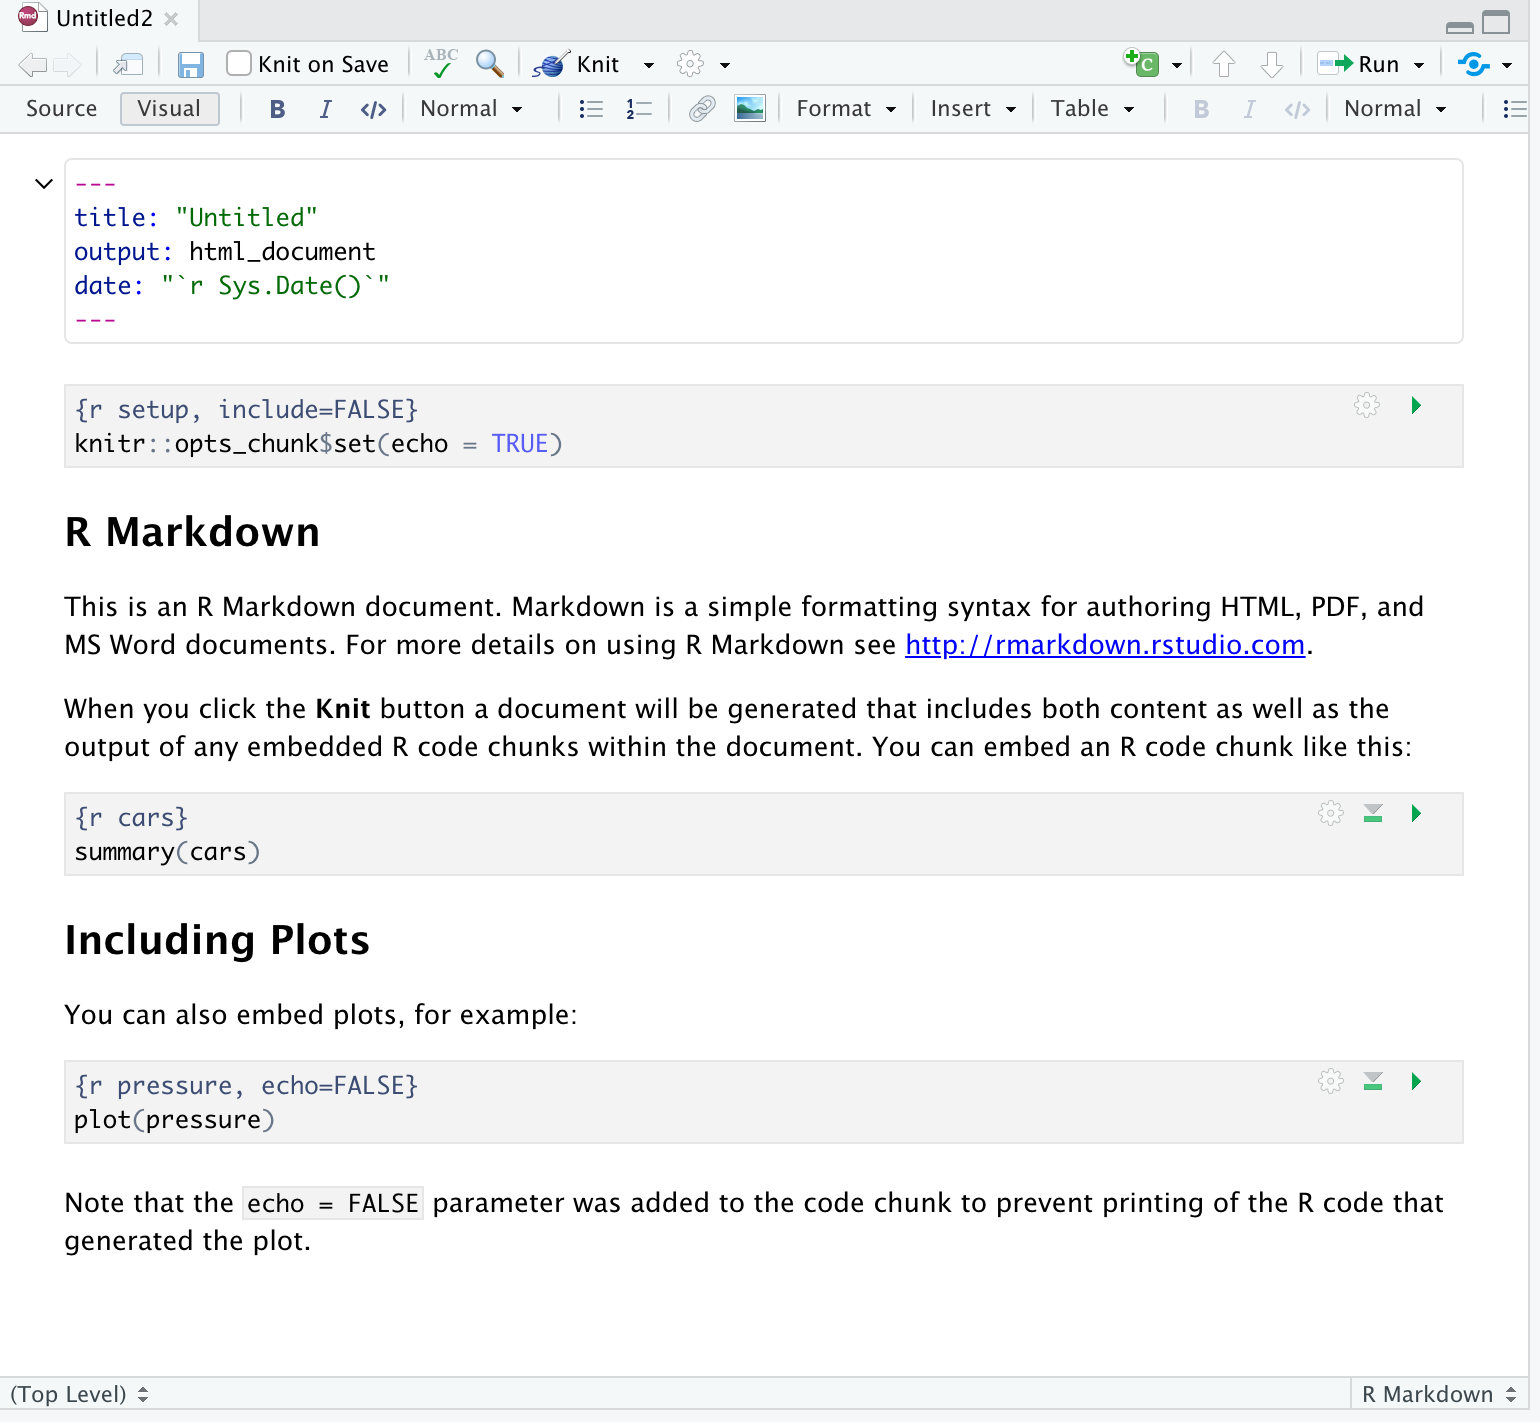 Rmd Untitled2
Knit on Save ABC Knit C Run
Source Visual B I </> Normal 1 2 Format Insert Table B I </> Normal
---
title: "Untitled"
output: html_document
date: "`r Sys.Date()`"
---
{r setup, include=FALSE}
knitr::opts_chunk$set(echo = TRUE)
R Markdown
This is an R Markdown document. Markdown is a simple formatting syntax for authoring HTML, PDF, and
MS Word documents. For more details on using R Markdown see http://rmarkdown.rstudio.com.
When you click the Knit button a document will be generated that includes both content as well as the
output of any embedded R code chunks within the document. You can embed an R code chunk like this:
{r cars}
summary(cars)
Including Plots
You can also embed plots, for example:
{r pressure, echo=FALSE}
plot(pressure)
Note that the echo = FALSE parameter was added to the code chunk to prevent printing of the R code that
generated the plot.
(Top Level) R Markdown